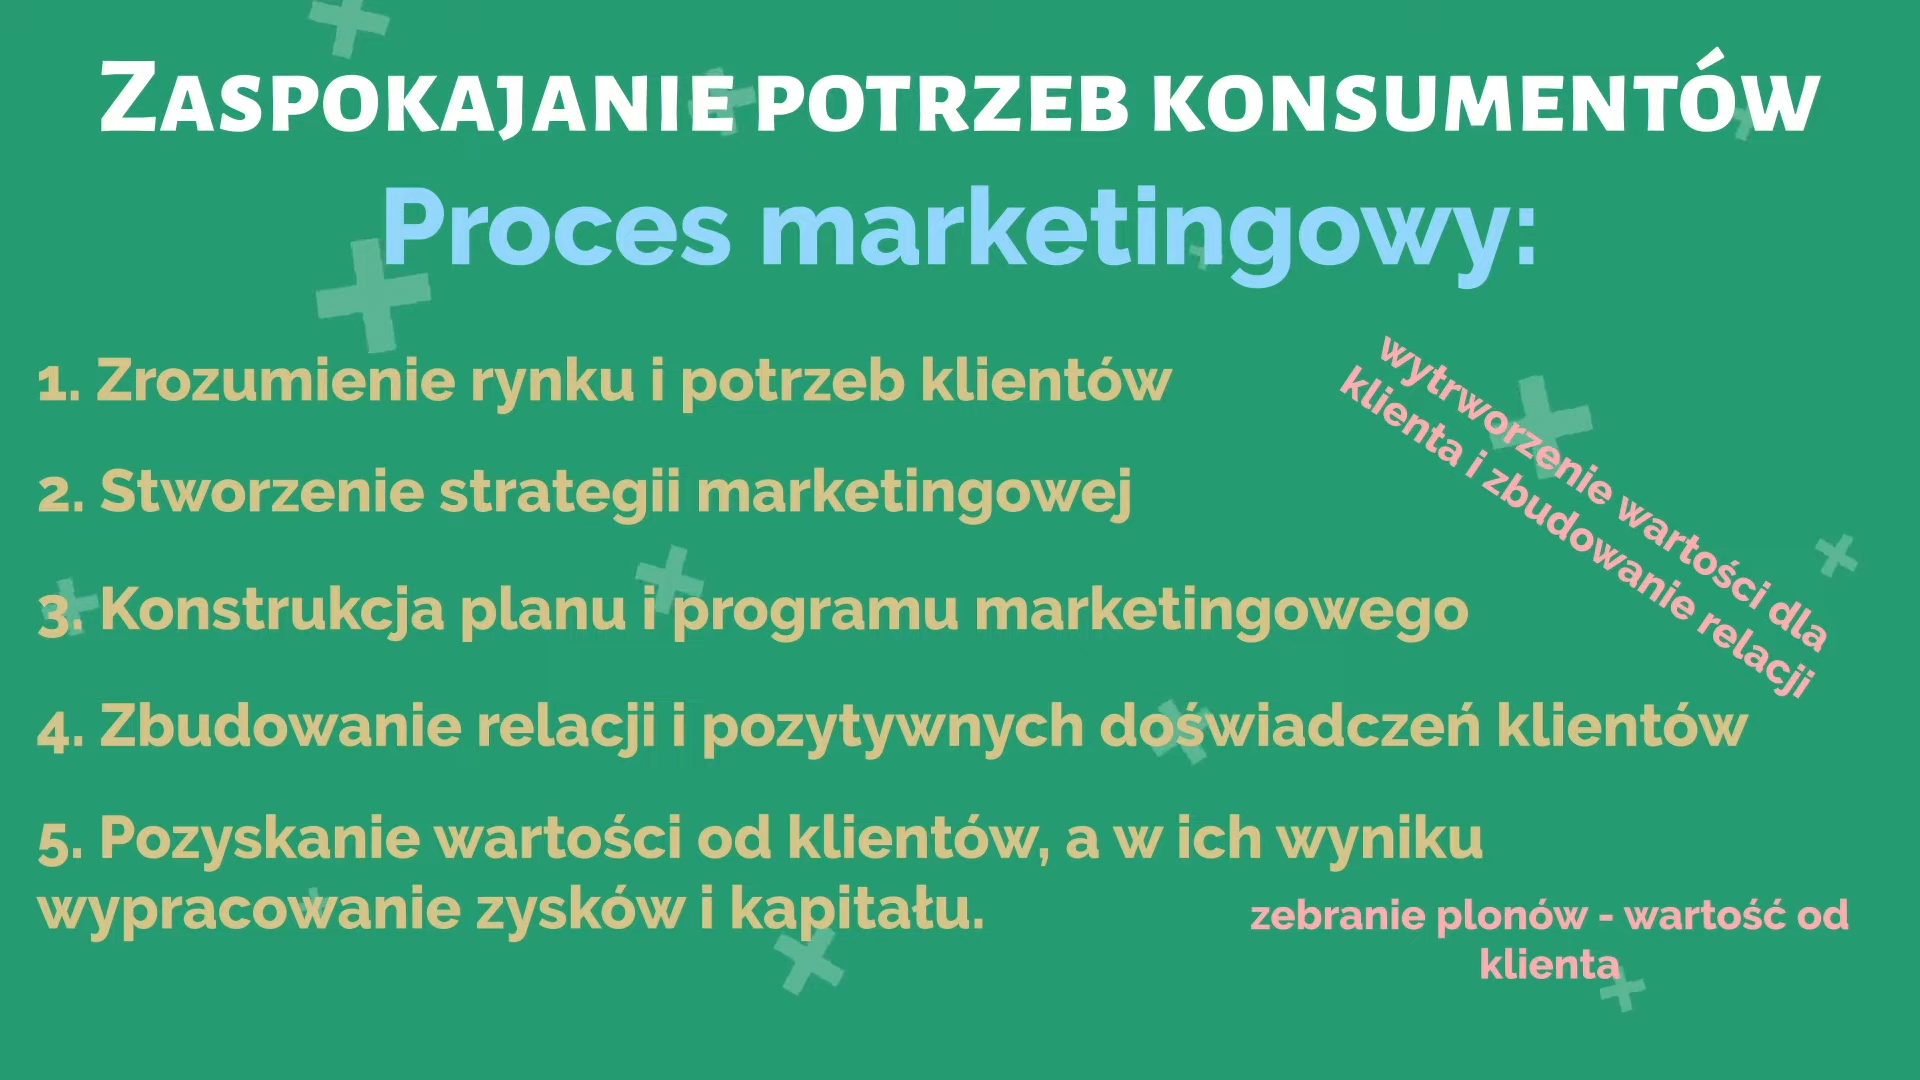 Zaspokajanie potrzeb konsumentów
Proces marketingowy:
1. Zrozumienie rynku i potrzeb klientów
2. Stworzenie strategii marketingowej
3. Konstrukcja planu i programu marketingowego
wytrworzenie wartości dla
klienta i zbudowanie relacji
4. Zbudowanie relacji i pozytywnych doświadczeń klientów
5. Pozyskanie wartości od klientów, a w ich wyniku
wypracowanie zysków i kapitału.
zebranie plonów - wartość od
klienta